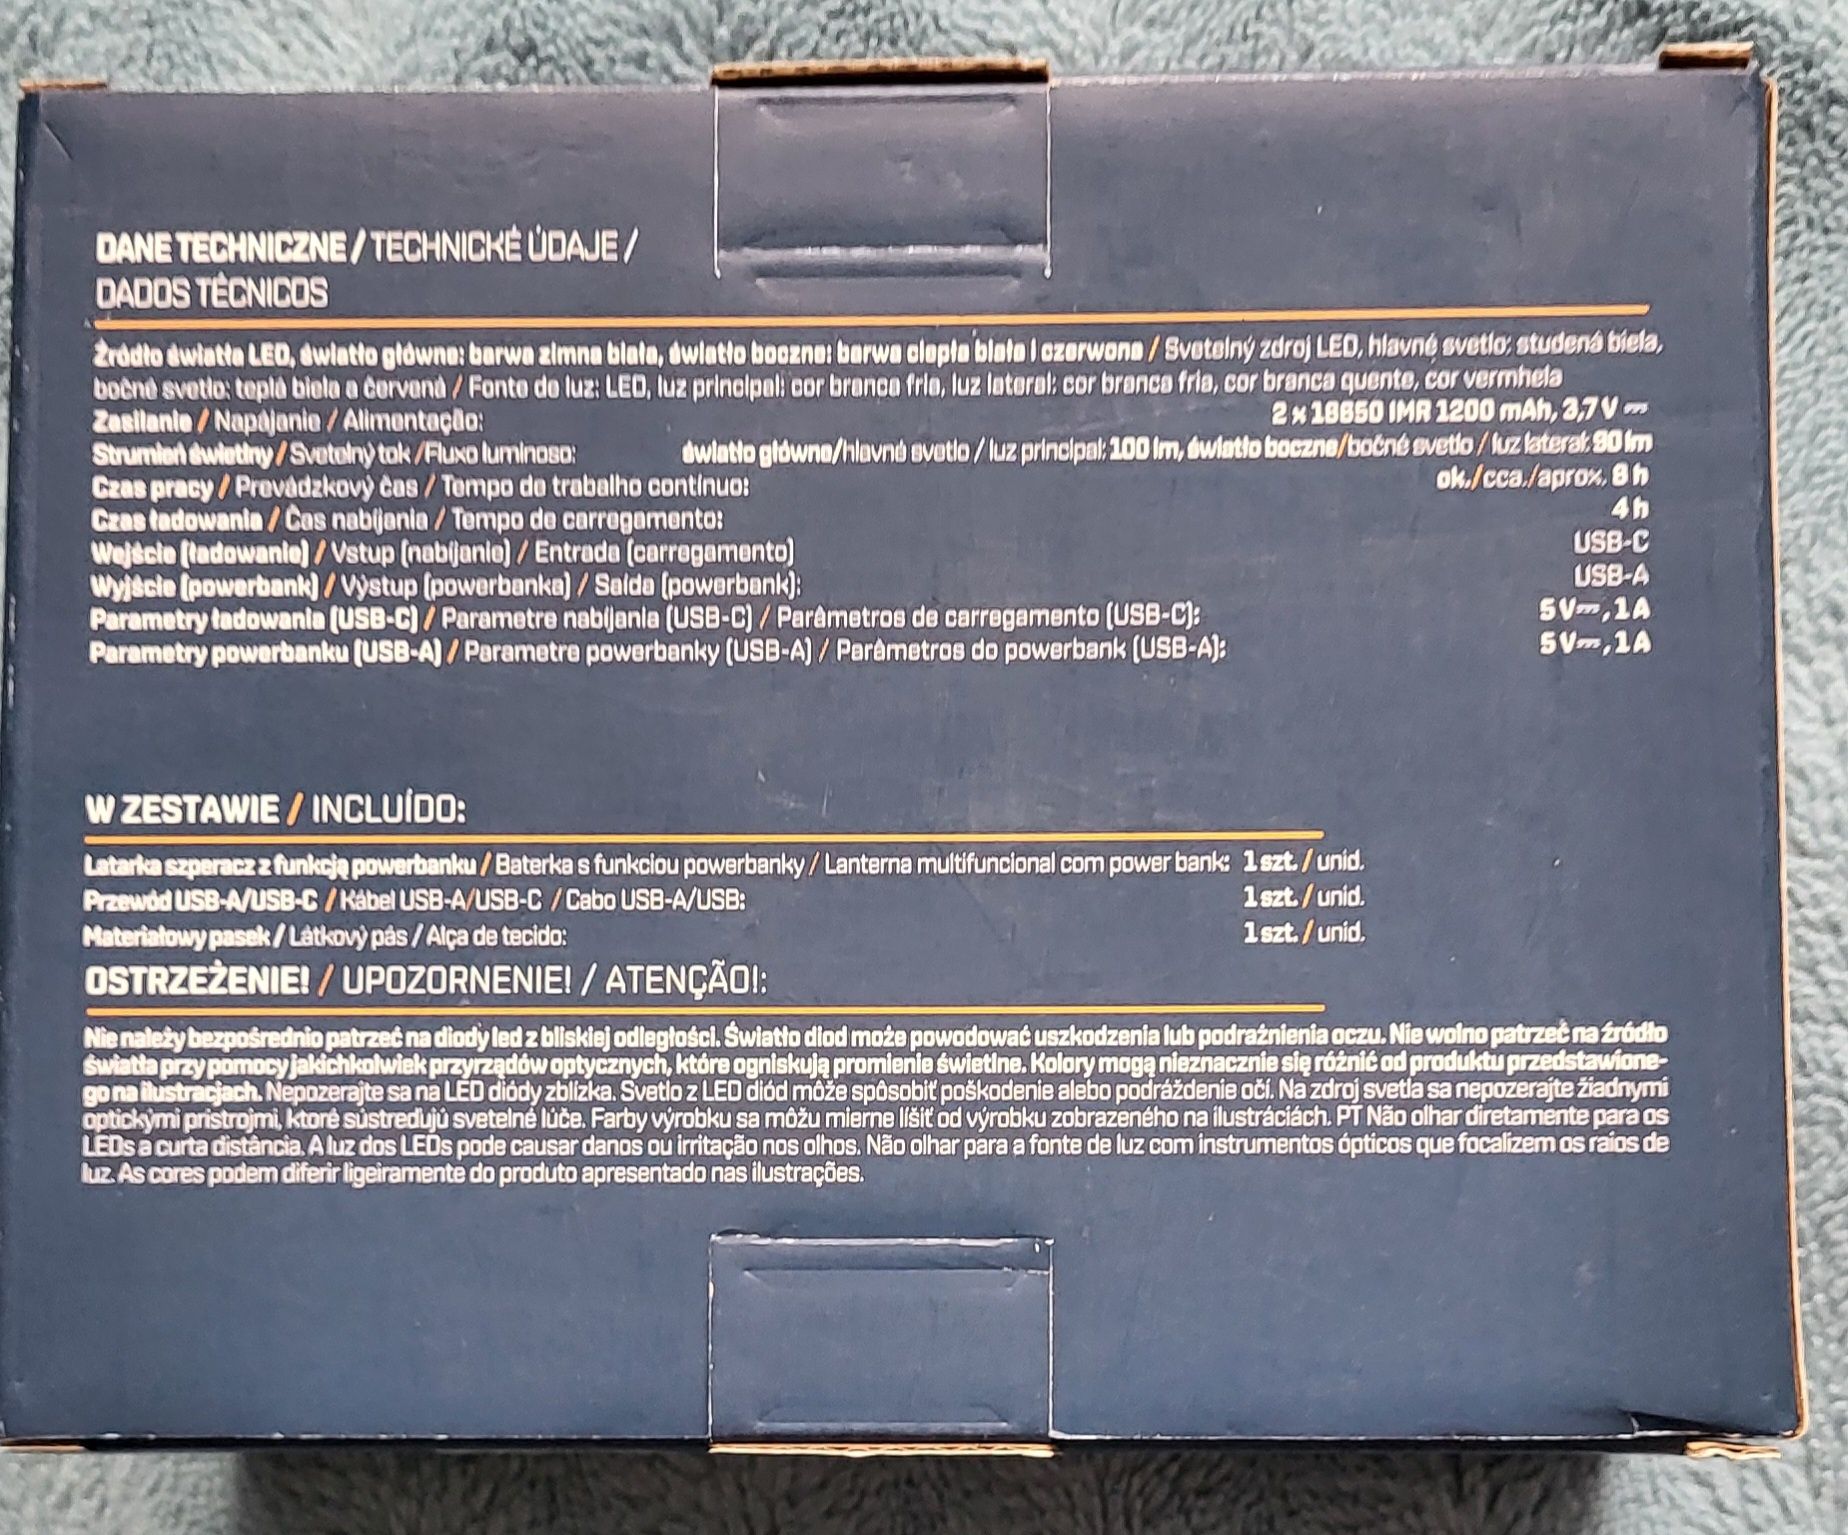 DANE TECHNICZNE / TECHNICKÉ ÚDAJE /
DADOS TÉCNICOS
Źródło światła LED, światło główne: barwa zimna biała, światło boczne: barwa ciepła biała i czerwona / Svetelný zdroj LED, hlavné svetlo: studená biela,
bočné svetlo: teplá biela a červená / Fonte de luz: LED, luz principal: cor branca fria, luz lateral: cor branca fria, cor branca quente, cor vermhela
Zasilanie / Napájanie / Alimentação: 2 x 18650 IMR 1200 mAh, 3,7 V ⎓
Strumień świetlny / Svetelný tok /Fluxo luminoso: światło główne/hlavné svetlo / luz principal: 100 lm, światło boczne/bočné svetlo / luz lateral: 90 lm
Czas pracy / Prevádzkový čas / Tempo de trabalho contínuo: ok./cca./aprox. 8 h
Czas ładowania / Čas nabíjania / Tempo de carregamento: 4 h
Wejście (ładowanie) / Vstup (nabíjanie) / Entrada (carregamento) USB-C
Wyjście (powerbank) / Výstup (powerbanka) / Saída (powerbank): USB-A
Parametry ładowania (USB-C) / Parametre nabíjania (USB-C) / Parâmetros de carregamento (USB-C): 5 V⎓, 1 A
Parametry powerbanku (USB-A) / Parametre powerbanky (USB-A) / Parâmetros do powerbank (USB-A): 5 V⎓, 1 A
W ZESTAWIE / INCLUÍDO:
Latarka szperacz z funkcją powerbanku / Baterka s funkciou powerbanky / Lanterna multifuncional com power bank: 1 szt. / unid.
Przewód USB-A/USB-C / Kábel USB-A/USB-C / Cabo USB-A/USB: 1 szt. / unid.
Materiałowy pasek / Látkový pás / Alça de tecido: 1 szt. / unid.
OSTRZEŻENIE! / UPOZORNENIE! / ATENÇÃO!:
Nie należy bezpośrednio patrzeć na diody led z bliskiej odległości. Światło diod może powodować uszkodzenia lub podrażnienia oczu. Nie wolno patrzeć na źródło
światła przy pomocy jakichkolwiek przyrządów optycznych, które ogniskują promienie świetlne. Kolory mogą nieznacznie się różnić od produktu przedstawione-
go na ilustracjach. Nepozerajte sa na LED diódy zblízka. Svetlo z LED diód môže spôsobiť poškodenie alebo podráždenie očí. Na zdroj svetla sa nepozerajte žiadnymi
optickými prístrojmi, ktoré sústreďujú svetelné lúče. Farby výrobku sa môžu mierne líšiť od výrobku zobrazeného na ilustráciách. PT Não olhar diretamente para os
LEDs a curta distância. A luz dos LEDs pode causar danos ou irritação nos olhos. Não olhar para a fonte de luz com instrumentos ópticos que focalizem os raios de
luz. As cores podem diferir ligeiramente do produto apresentado nas ilustrações.